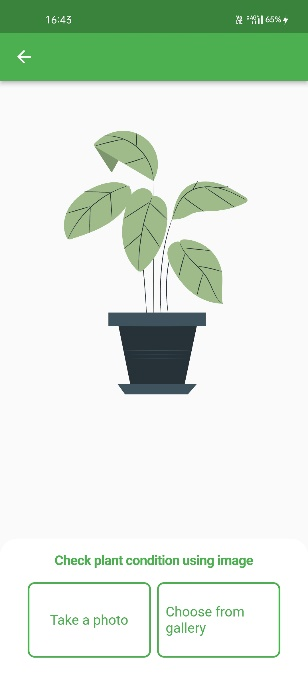 16:43
65%
Check plant condition using image
Take a photo
Choose from
gallery